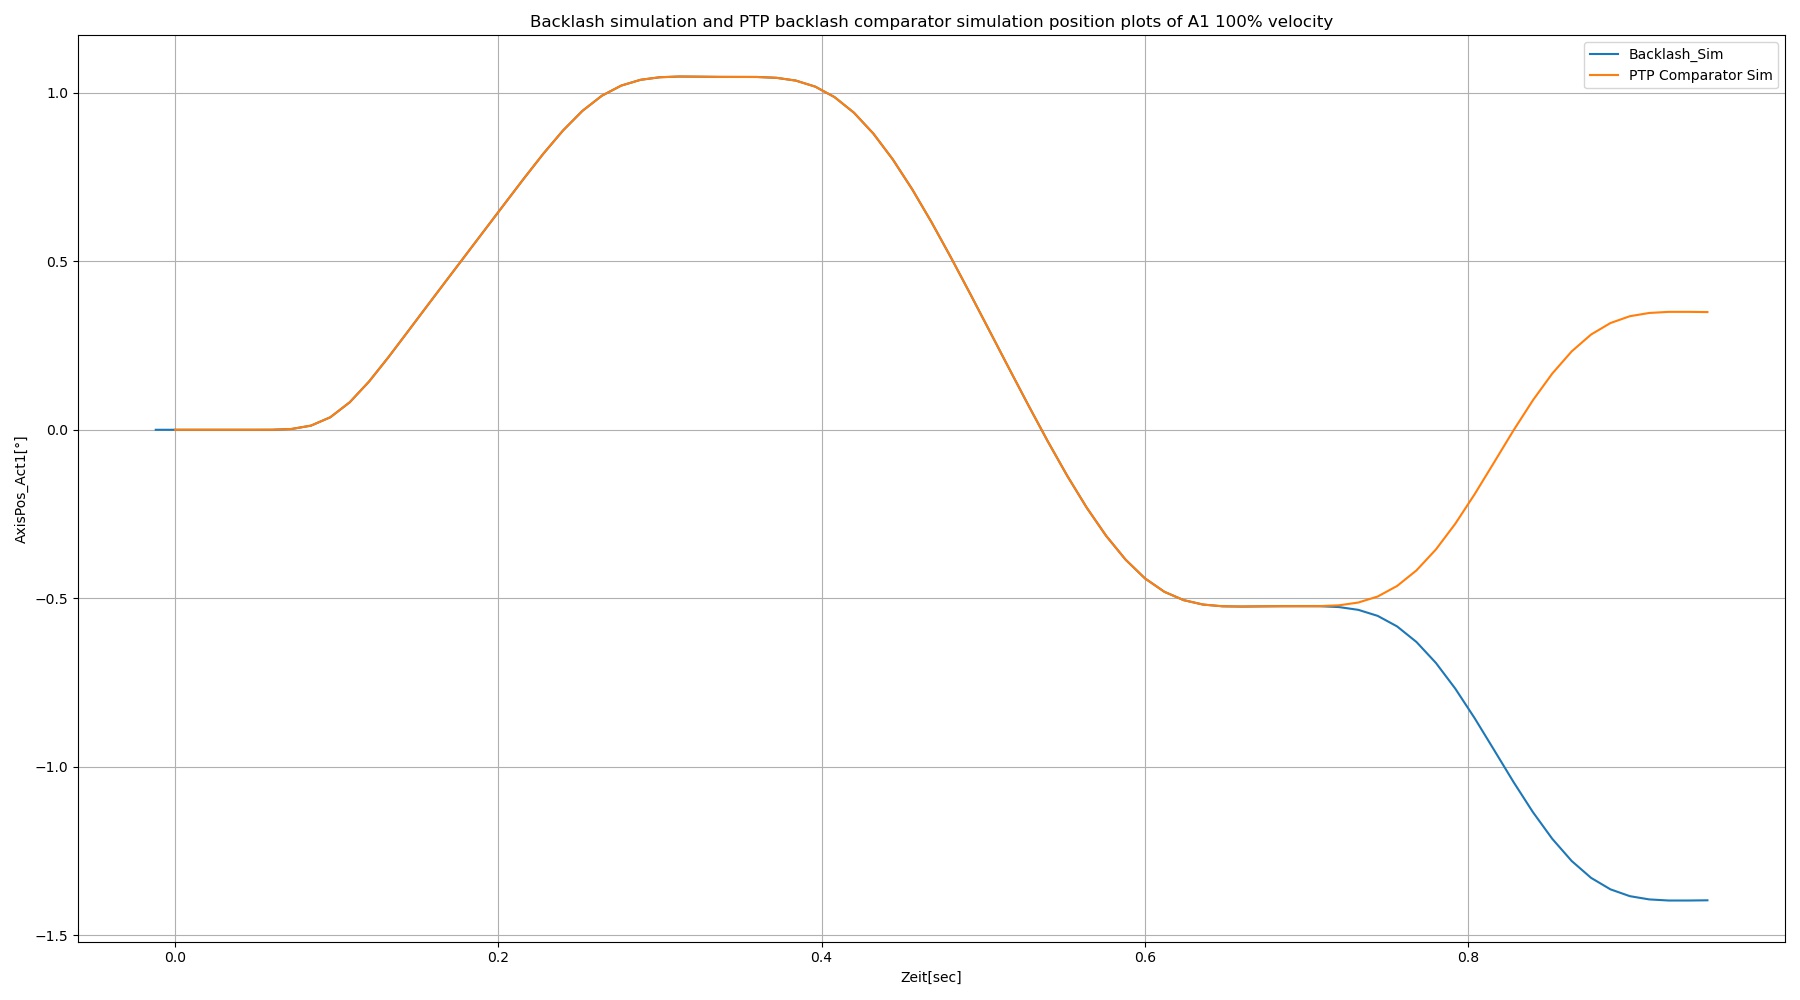 Backlash simulation and PTP backlash comparator simulation position plots of A1 100% velocity
Backlash_Sim
PTP Comparator Sim
1.0
0.5
0.0
−0.5
−1.0
−1.5
AxisPos_Act1[°]
0.0 0.2 0.4 0.6 0.8
Zeit[sec]